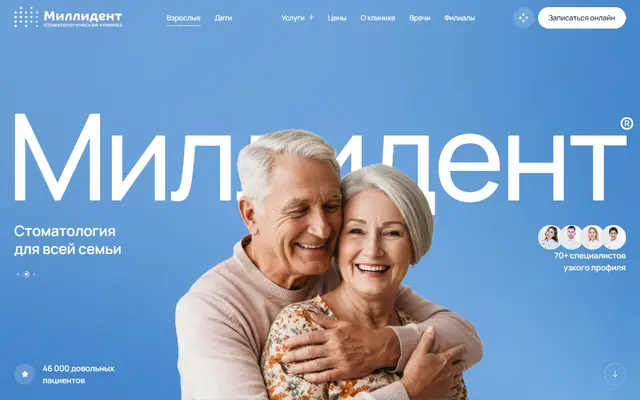 Миллидент
стоматологическая клиника
Взрослые
Дети
Услуги +
Цены
О клинике
Врачи
Филиалы
Записаться онлайн
Миллидент®
Стоматология
для всей семьи
70+ специалистов
узкого профиля
46 000 довольных
пациентов